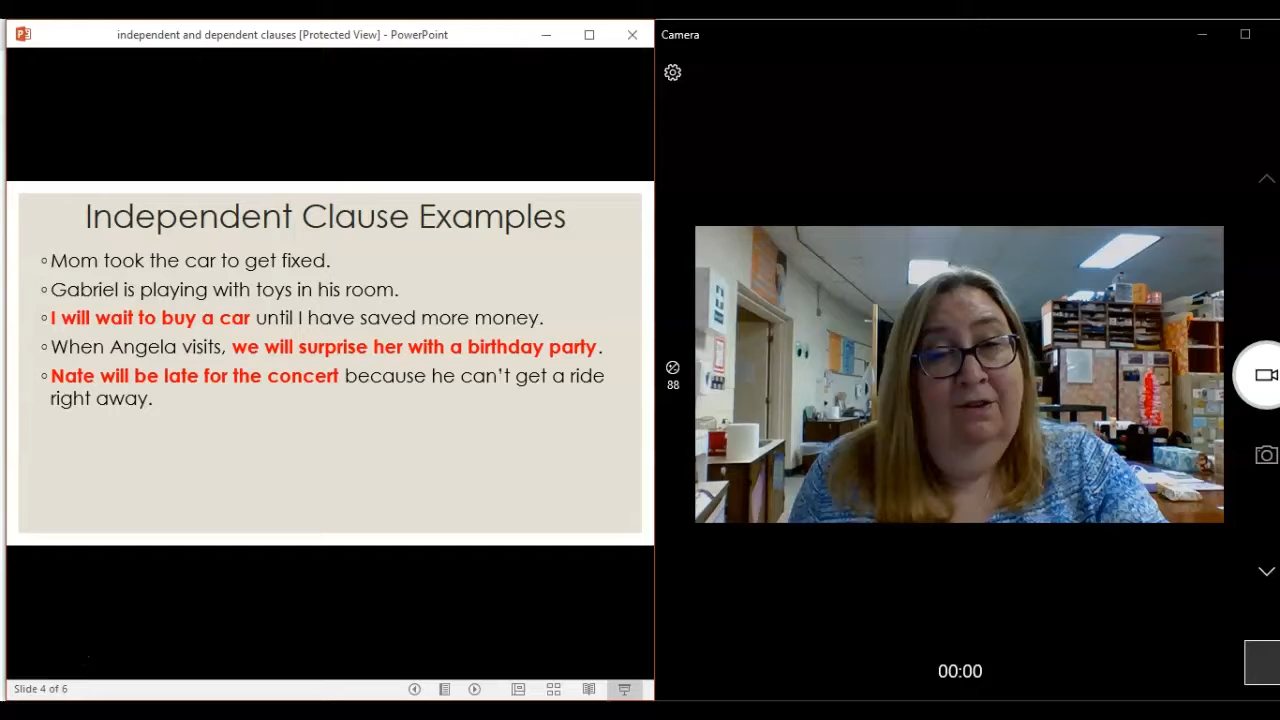 independent and dependent clauses [Protected View] - PowerPoint
Camera
Independent Clause Examples
◦Mom took the car to get fixed.
◦Gabriel is playing with toys in his room.
◦I will wait to buy a car until I have saved more money.
◦When Angela visits, we will surprise her with a birthday party.
◦Nate will be late for the concert because he can't get a ride
right away.
88
00:00
Slide 4 of 6